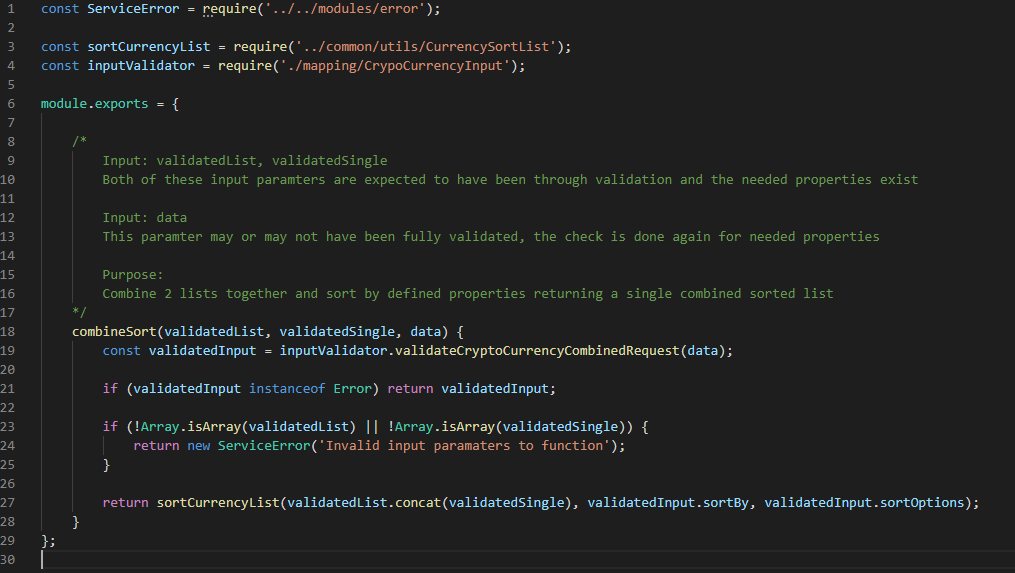 1 const ServiceError = require('../../modules/error');
2
3 const sortCurrencyList = require('../common/utils/CurrencySortList');
4 const inputValidator = require('./mapping/CrypoCurrencyInput');
5
6 module.exports = {
7
8 /*
9 Input: validatedList, validatedSingle
10 Both of these input paramters are expected to have been through validation and the needed properties exist
11
12 Input: data
13 This paramter may or may not have been fully validated, the check is done again for needed properties
14
15 Purpose:
16 Combine 2 lists together and sort by defined properties returning a single combined sorted list
17 */
18 combineSort(validatedList, validatedSingle, data) {
19 const validatedInput = inputValidator.validateCryptoCurrencyCombinedRequest(data);
20
21 if (validatedInput instanceof Error) return validatedInput;
22
23 if (!Array.isArray(validatedList) || !Array.isArray(validatedSingle)) {
24 return new ServiceError('Invalid input paramaters to function');
25 }
26
27 return sortCurrencyList(validatedList.concat(validatedSingle), validatedInput.sortBy, validatedInput.sortOptions);
28 }
29 };
30